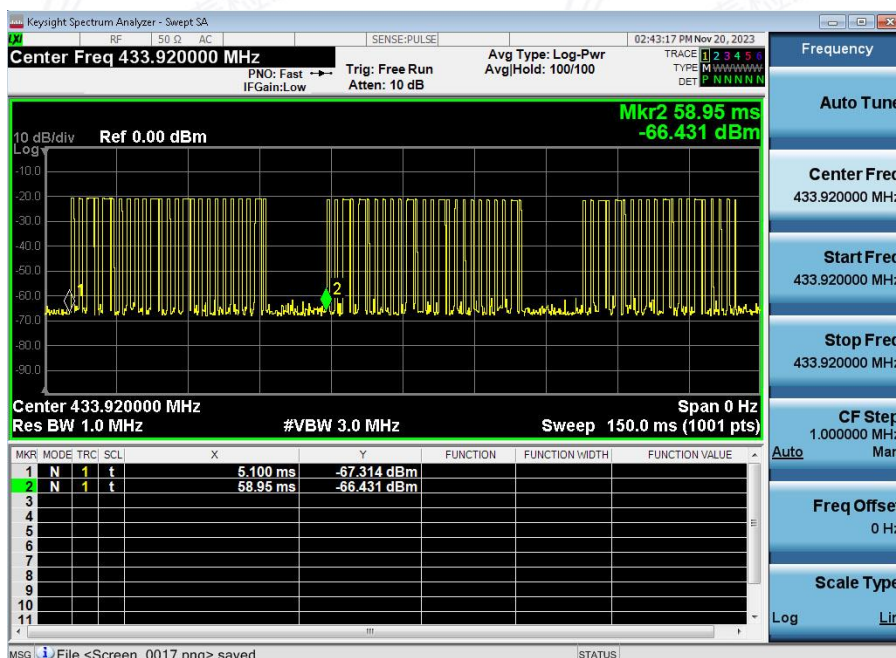 Keysight Spectrum Analyzer - Swept SA
LXI RF 50 Ω AC SENSE:PULSE 02:43:17 PM Nov 20, 2023
Center Freq 433.920000 MHz
PNO: Fast
IFGain:Low
Trig: Free Run
Atten: 10 dB
Avg Type: Log-Pwr
Avg|Hold: 100/100
TRACE 1 2 3 4 5 6
TYPE M WWWWW
DET P N N N N N
Frequency
Mkr2 58.95 ms
-66.431 dBm
10 dB/div Ref 0.00 dBm
Log
-10.0
-20.0
-30.0
-40.0
-50.0
-60.0
-70.0
-80.0
-90.0
1
2
Center 433.920000 MHz Span 0 Hz
Res BW 1.0 MHz #VBW 3.0 MHz Sweep 150.0 ms (1001 pts)
MKR MODE TRC SCL X Y FUNCTION FUNCTION WIDTH FUNCTION VALUE
1 N 1 t 5.100 ms -67.314 dBm
2 N 1 t 58.95 ms -66.431 dBm
3
4
5
6
7
8
9
10
11
Auto Tune
Center Freq
433.920000 MHz
Start Freq
433.920000 MHz
Stop Freq
433.920000 MHz
CF Step
1.000000 MHz
Auto Man
Freq Offset
0 Hz
Scale Type
Log Lin
MSG File <Screen_0017.png> saved STATUS